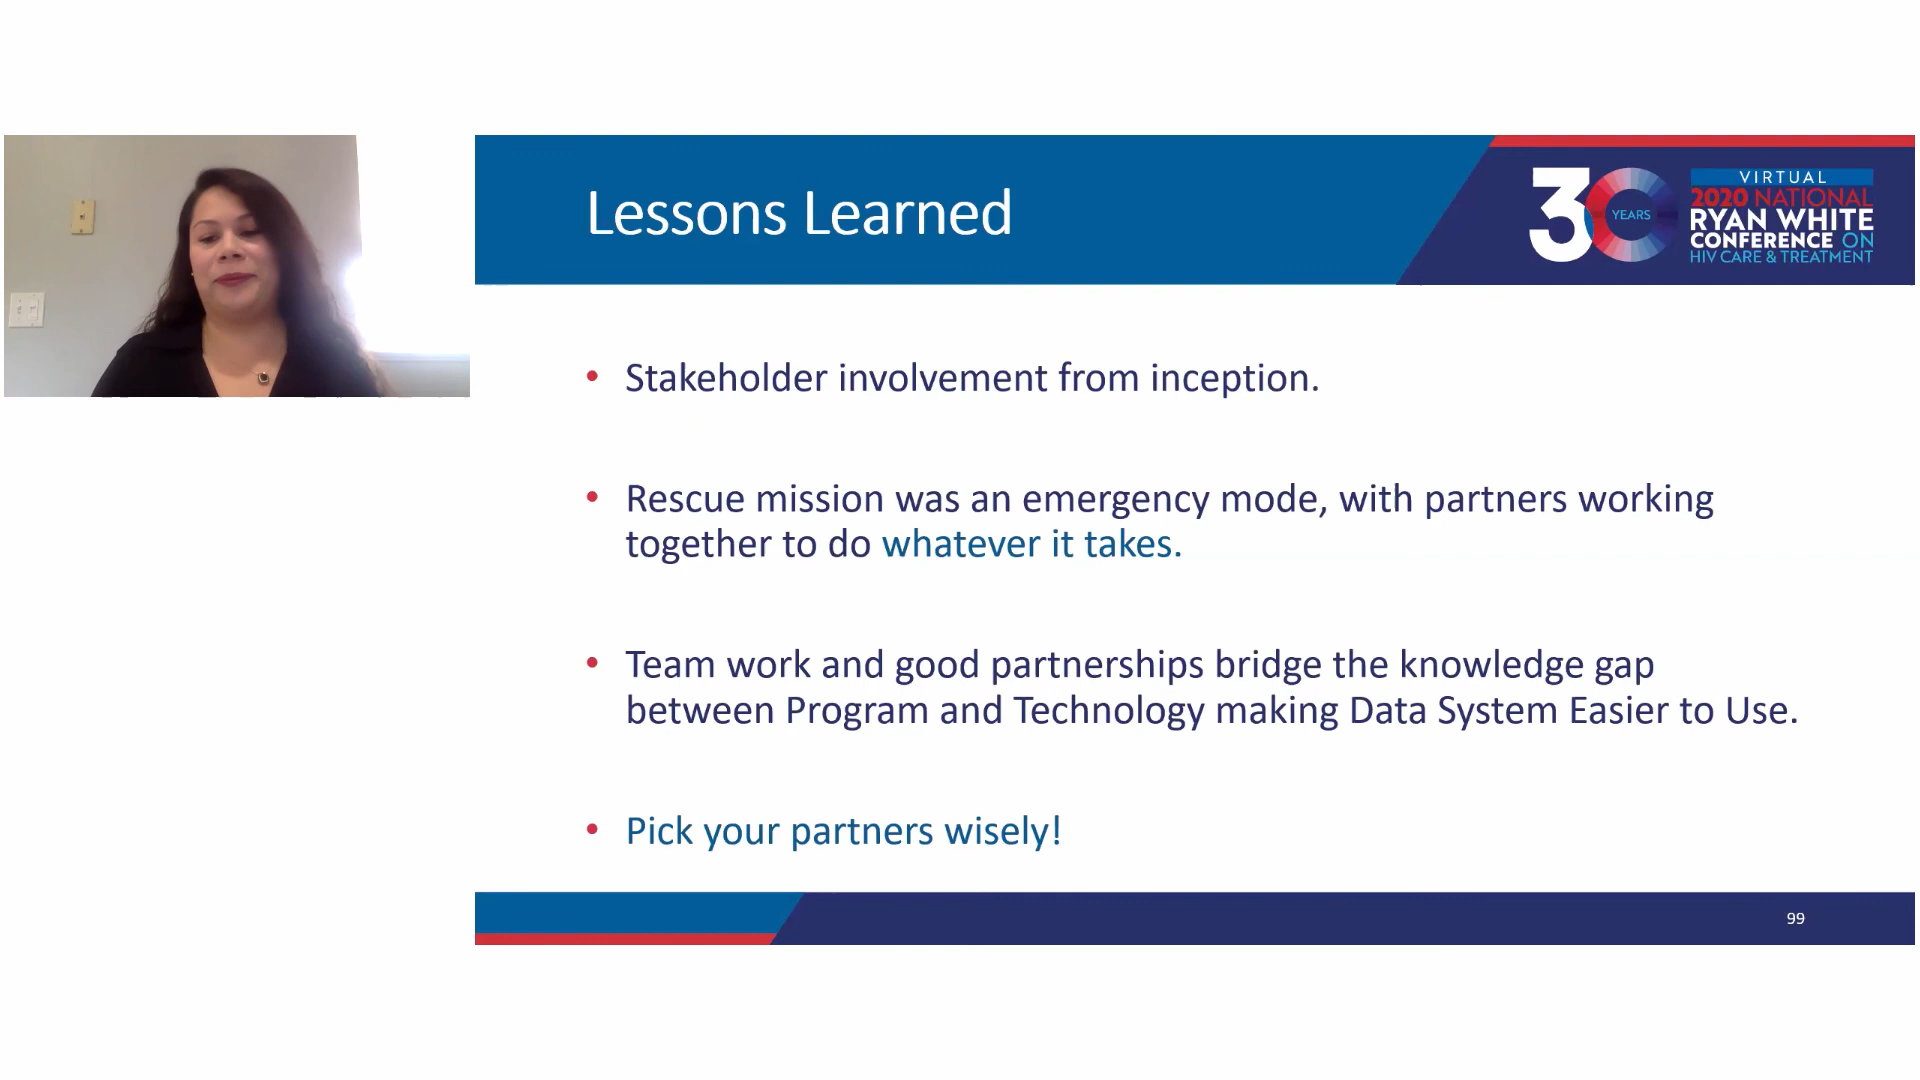 Lessons Learned
30
YEARS
VIRTUAL
2020 NATIONAL
RYAN WHITE
CONFERENCE ON
HIV CARE & TREATMENT
• Stakeholder involvement from inception.
• Rescue mission was an emergency mode, with partners working
together to do whatever it takes.
• Team work and good partnerships bridge the knowledge gap
between Program and Technology making Data System Easier to Use.
• Pick your partners wisely!
99